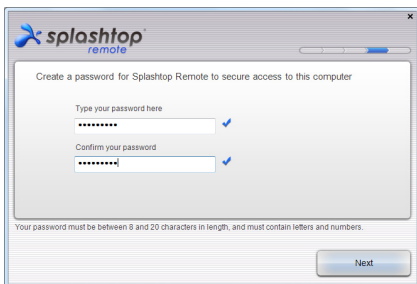 splashtop
remote
Create a password for Splashtop Remote to secure access to this computer
Type your password here
•••••••••
Confirm your password
•••••••••
Your password must be between 8 and 20 characters in length, and must contain letters and numbers.
Next